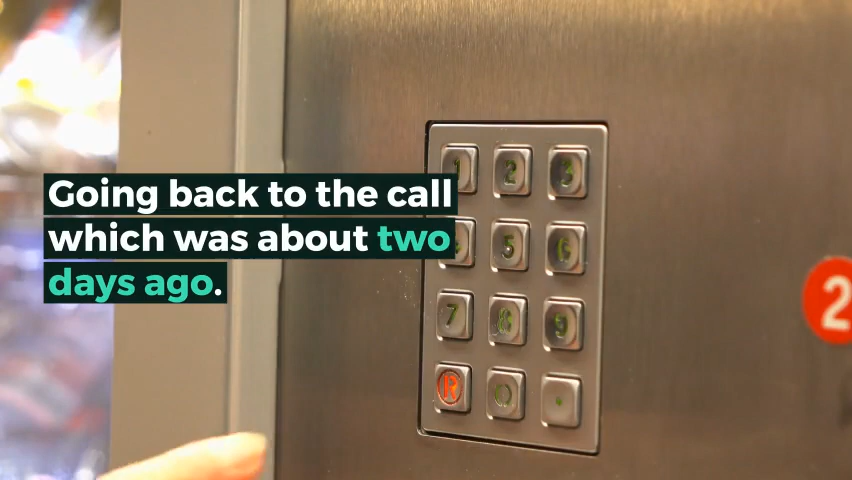 Going back to the call
which was about two
days ago.
1 2 3
5 6
7 8 9
R 0 .
2